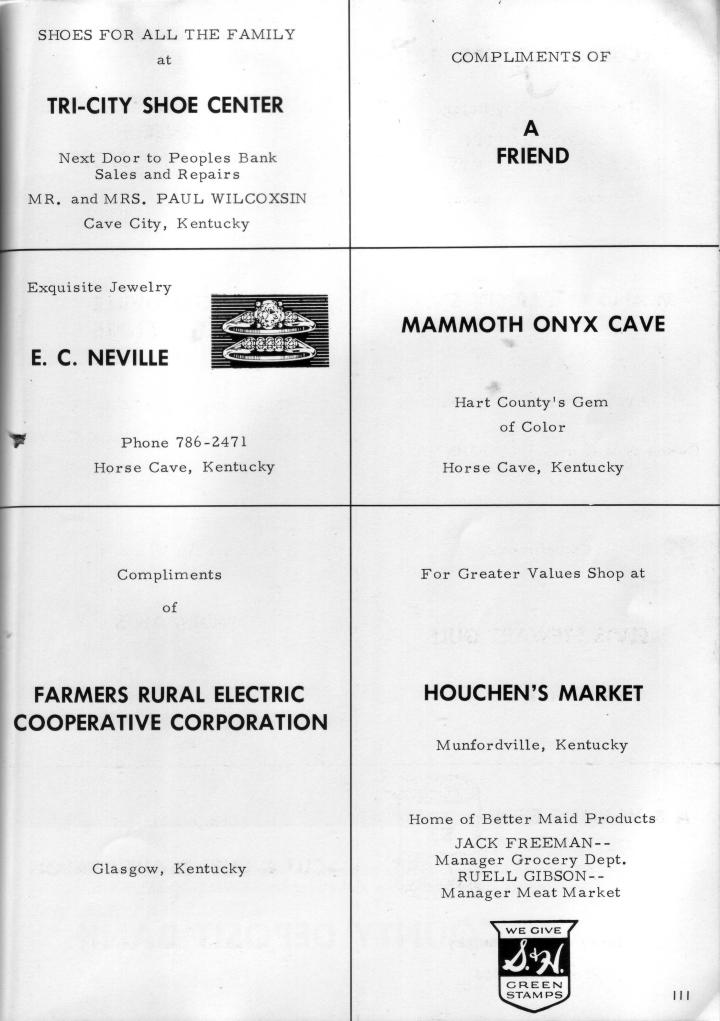 SHOES FOR ALL THE FAMILY
at
TRI-CITY SHOE CENTER
Next Door to Peoples Bank
Sales and Repairs
MR. and MRS. PAUL WILCOXSIN
Cave City, Kentucky
COMPLIMENTS OF
A
FRIEND
Exquisite Jewelry
E. C. NEVILLE
Phone 786-2471
Horse Cave, Kentucky
MAMMOTH ONYX CAVE
Hart County's Gem
of Color
Horse Cave, Kentucky
Compliments
of
FARMERS RURAL ELECTRIC
COOPERATIVE CORPORATION
Glasgow, Kentucky
For Greater Values Shop at
HOUCHEN'S MARKET
Munfordville, Kentucky
Home of Better Maid Products
JACK FREEMAN--
Manager Grocery Dept.
RUELL GIBSON--
Manager Meat Market
WE GIVE
S.&H.
GREEN
STAMPS
111